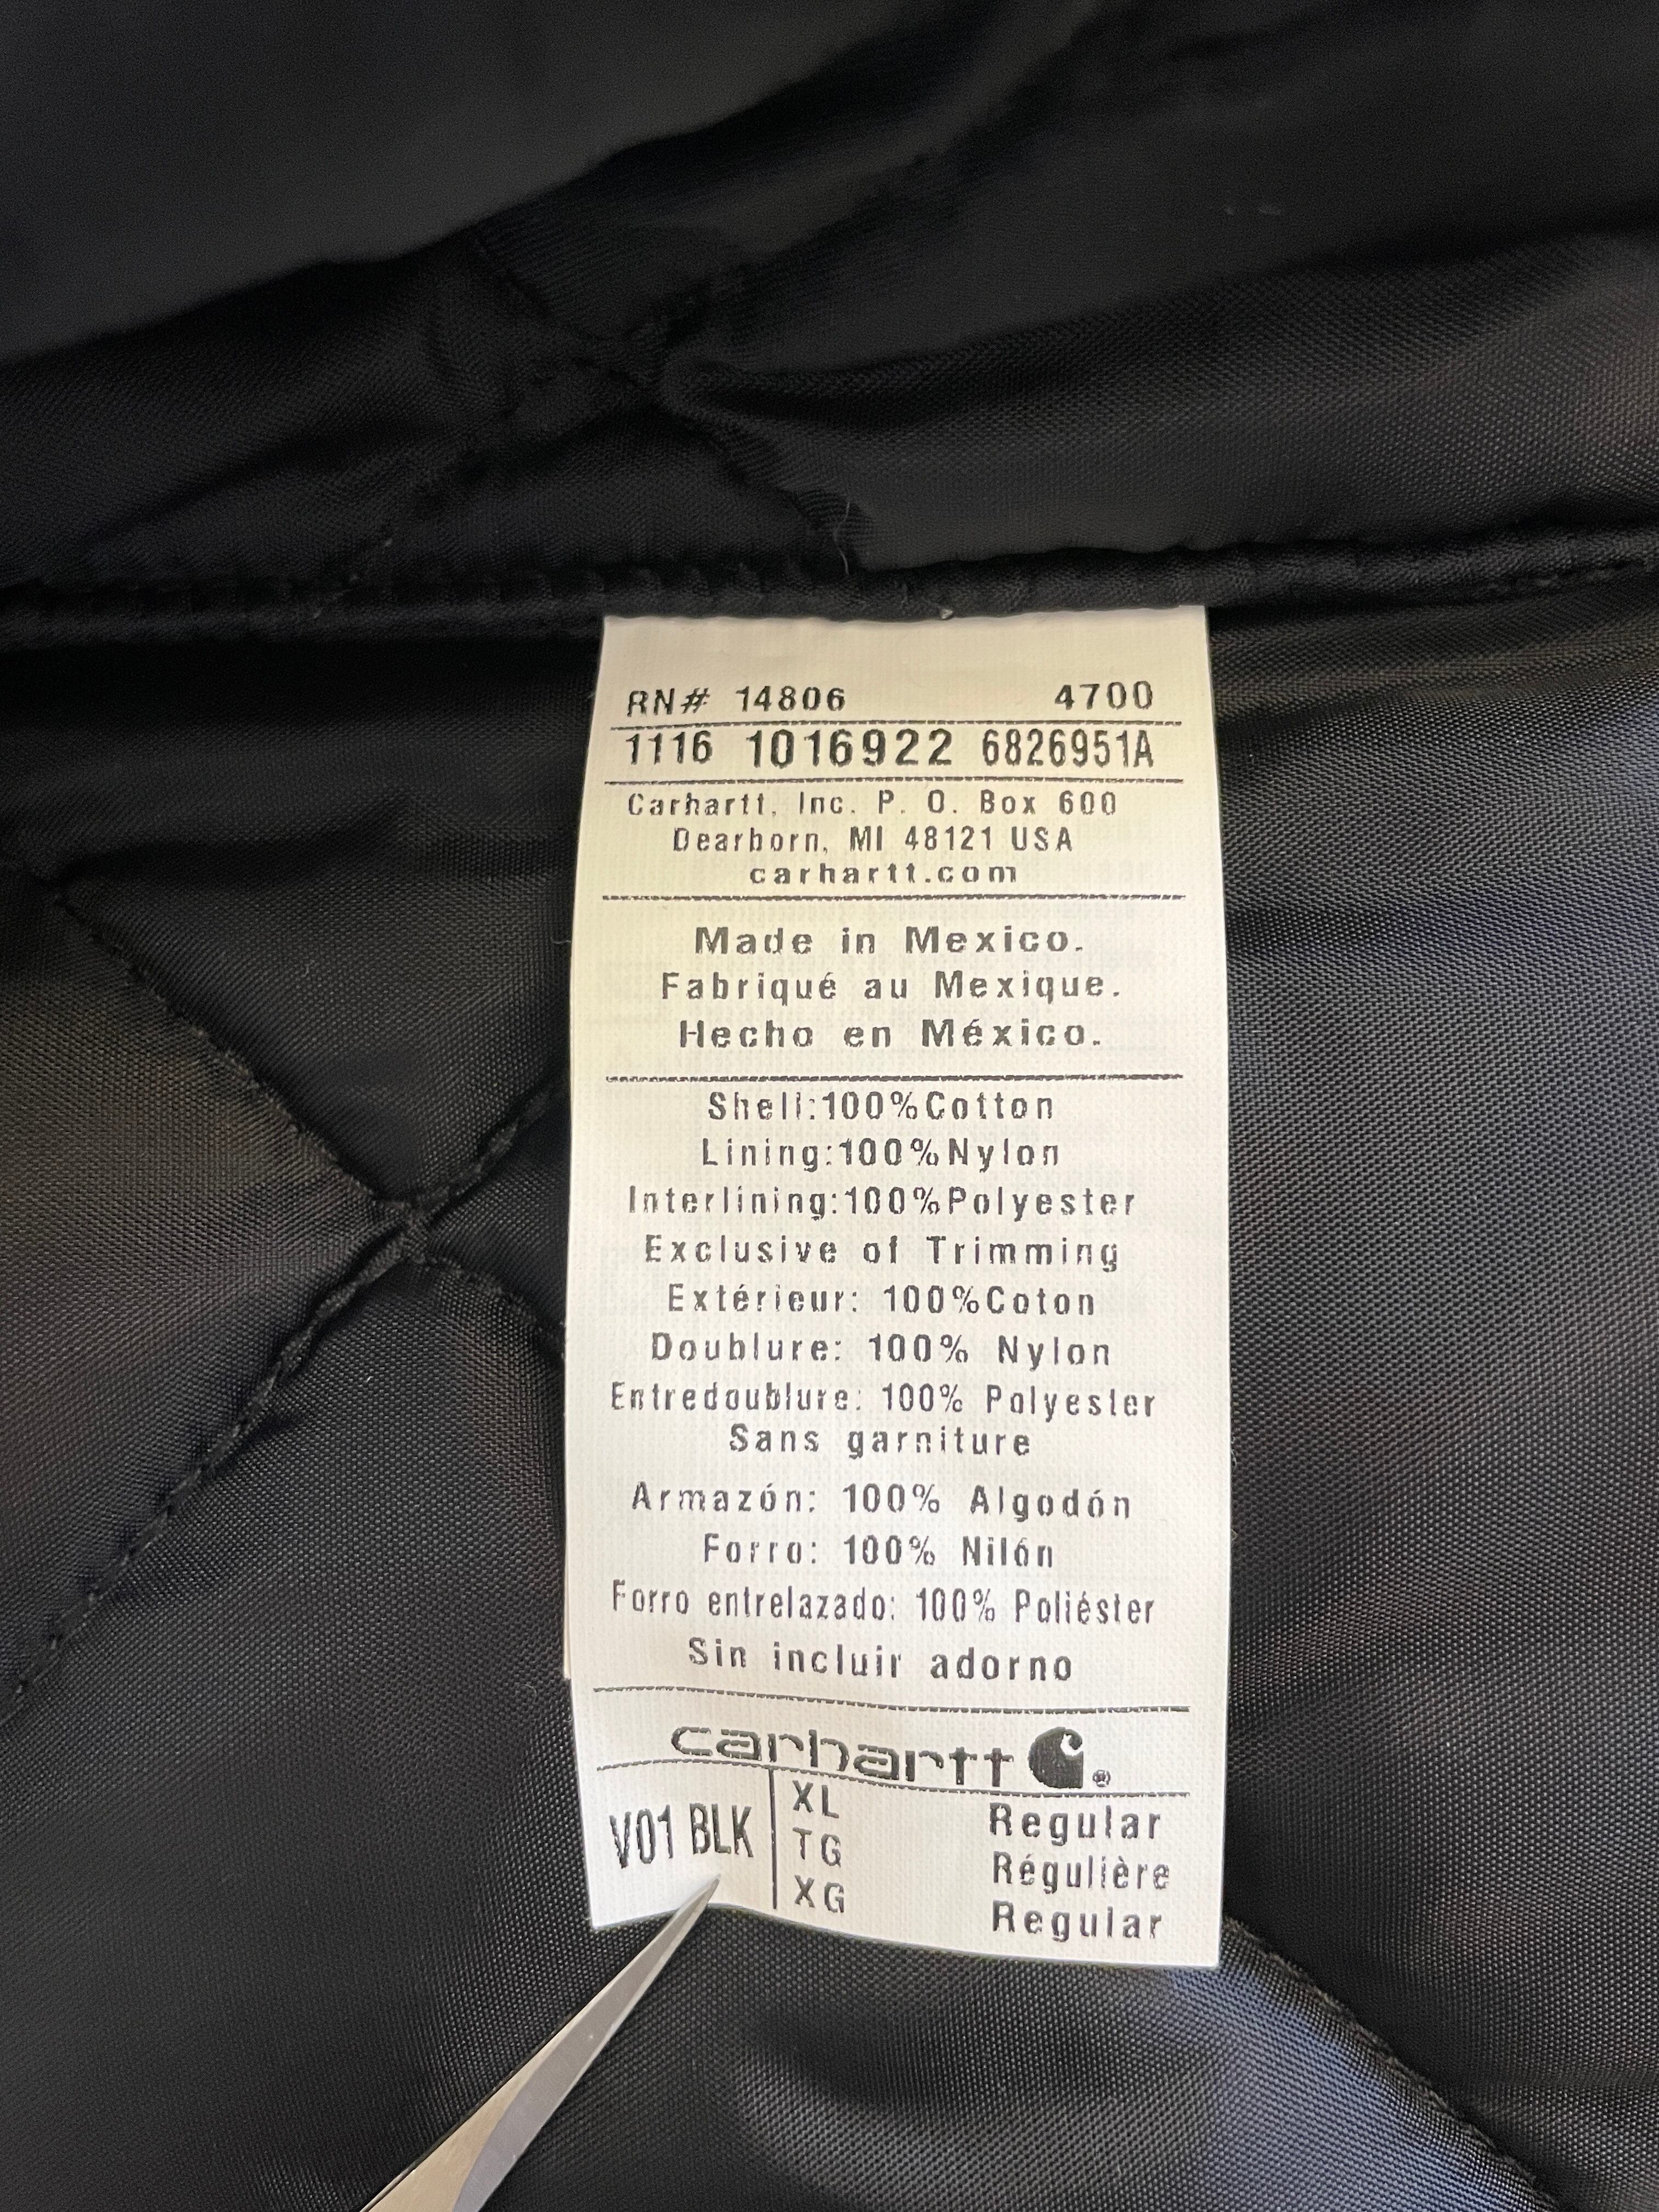 RN# 14806 4700
1116 1016922 6826951A
Carhartt, Inc. P. O. Box 600
Dearborn, MI 48121 USA
carhartt.com
Made in Mexico.
Fabriqué au Mexique.
Hecho en México.
Shell:100%Cotton
Lining:100%Nylon
Interlining:100%Polyester
Exclusive of Trimming
Extérieur: 100%Coton
Doublure: 100% Nylon
Entredoublure: 100% Polyester
Sans garniture
Armazón: 100% Algodón
Forro: 100% Nilón
Forro entrelazado: 100% Poliéster
Sin incluir adorno
carhartt ®
V01 BLK
XL Regular
TG Régulière
XG Regular